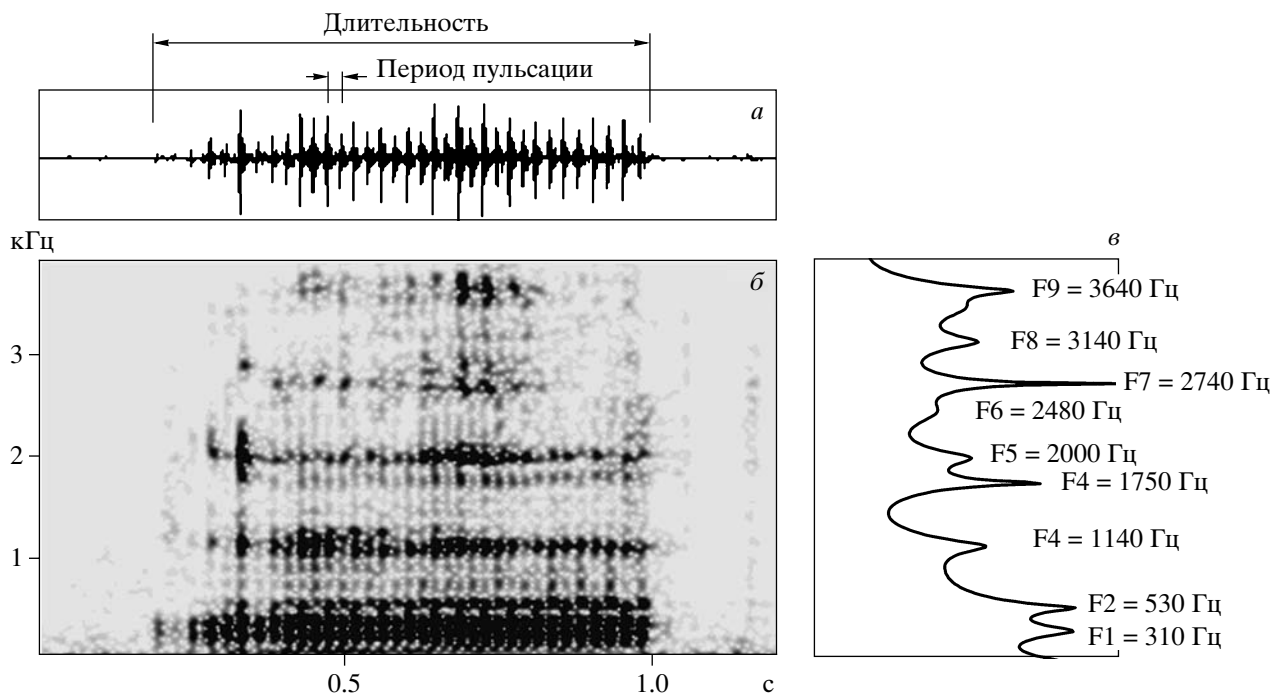 Длительность
Период пульсации
а
кГц
б
3
2
1
0.5
1.0
с
в
F9 = 3640 Гц
F8 = 3140 Гц
F7 = 2740 Гц
F6 = 2480 Гц
F5 = 2000 Гц
F4 = 1750 Гц
F4 = 1140 Гц
F2 = 530 Гц
F1 = 310 Гц